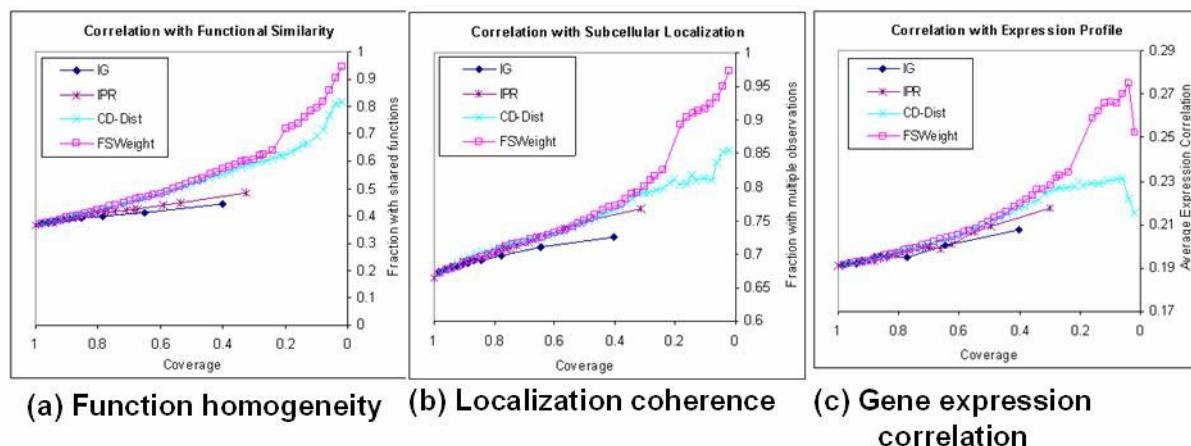 Correlation with Functional Similarity
IG
IPR
CD-Dist
FSWeight
1
0.9
0.8
0.7
0.6
0.5
0.4
0.3
0.2
0.1
0
Fraction with shared functions
1 0.8 0.6 0.4 0.2 0
Coverage
(a) Function homogeneity
Correlation with Subcellular Localization
IG
IPR
CD-Dist
FSWeight
1
0.95
0.9
0.85
0.8
0.75
0.7
0.65
0.6
Fraction with multiple observations
1 0.8 0.6 0.4 0.2 0
Coverage
(b) Localization coherence
Correlation with Expression Profile
IG
IPR
CD-Dist
FSWeight
0.29
0.27
0.25
0.23
0.21
0.19
0.17
Average Expression Correlation
1 0.8 0.6 0.4 0.2 0
Coverage
(c) Gene expression
correlation